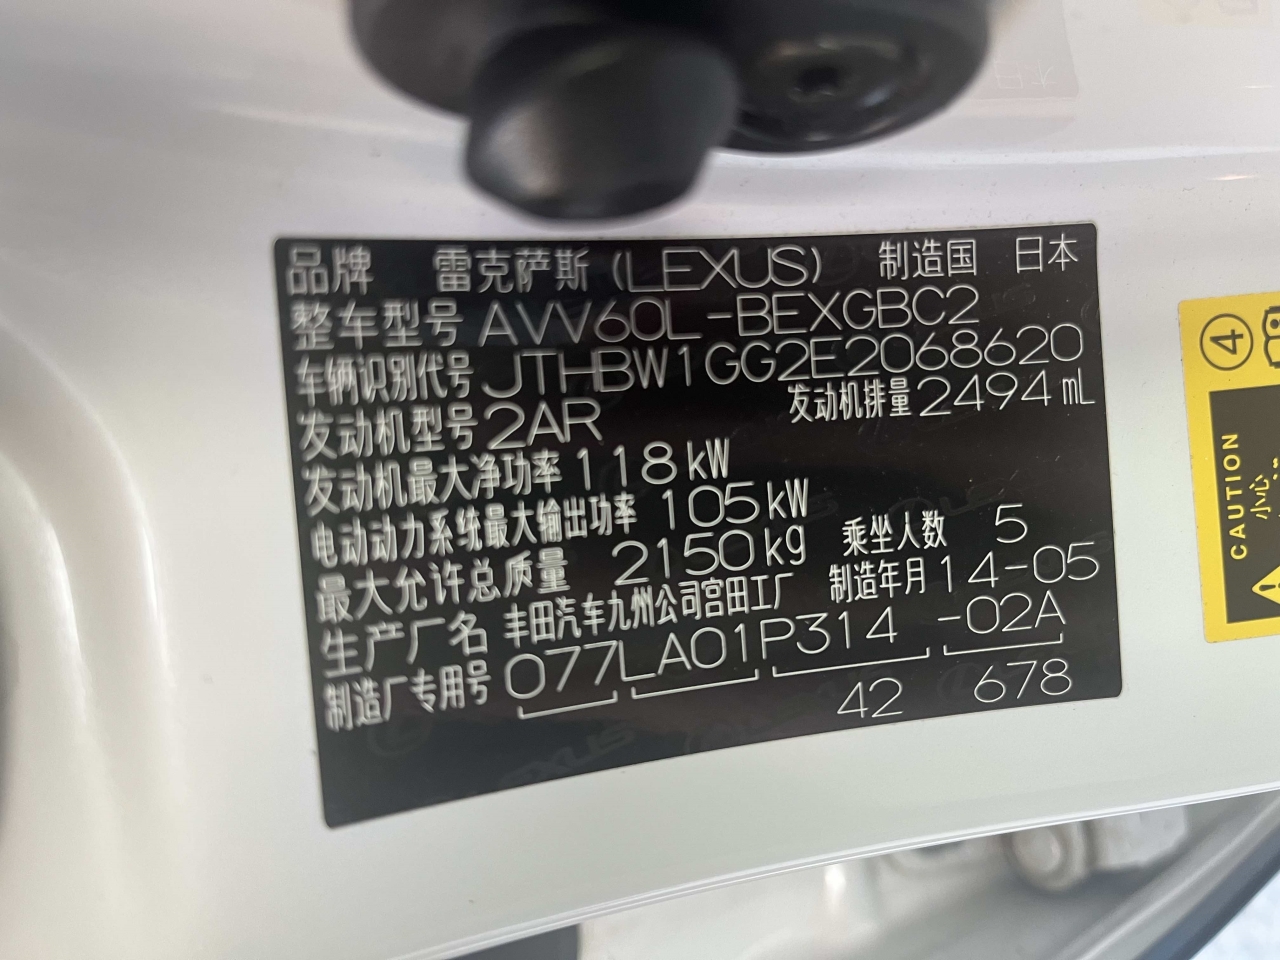 品牌 雷克萨斯 (LEXUS) 制造国 日本
整车型号 AVV60L-BEXGBC2
车辆识别代号 JTHBW1GG2E2068620
发动机型号 2AR 发动机排量 2494 mL
发动机最大净功率 118 kW
电动动力系统最大输出功率 105 kW
最大允许总质量 2150 kg 乘坐人数 5
生产厂名 丰田汽车九州公司宫田工厂 制造年月 14-05
制造厂专用号 077LA01P314 -02A
42 678
4
CAUTION
小心